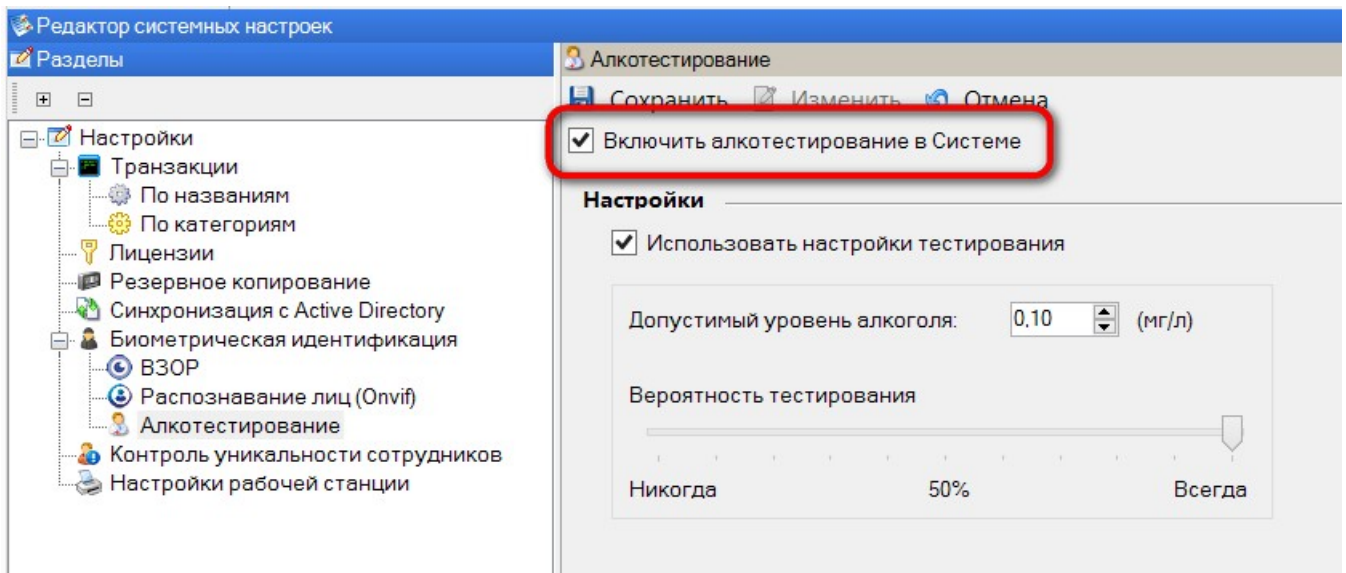 Редактор системных настроек
Разделы
Настройки
Транзакции
По названиям
По категориям
Лицензии
Резервное копирование
Синхронизация с Active Directory
Биометрическая идентификация
ВЗОР
Распознавание лиц (Onvif)
Алкотестирование
Контроль уникальности сотрудников
Настройки рабочей станции
Алкотестирование
Сохранить Изменить Отмена
Включить алкотестирование в Системе
Настройки
Использовать настройки тестирования
Допустимый уровень алкоголя: 0,10 (мг/л)
Вероятность тестирования
Никогда 50% Всегда